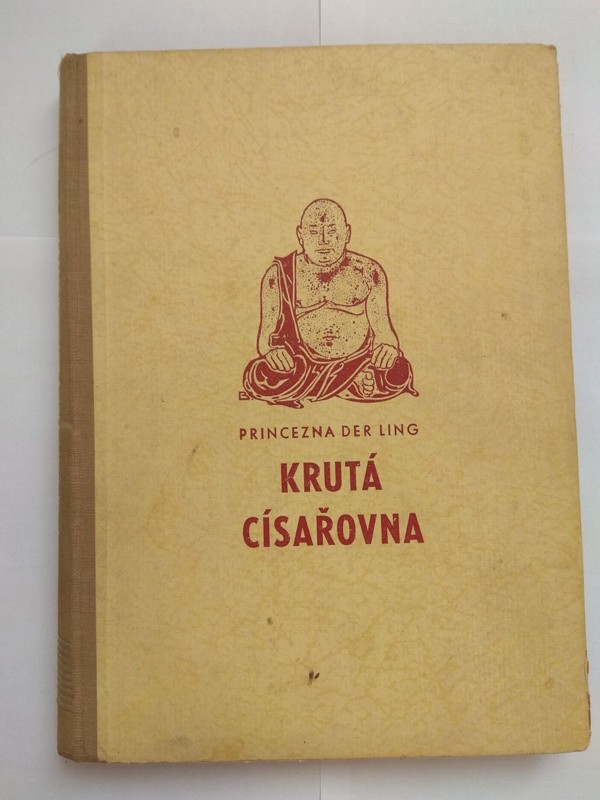 PRINCEZNA DER LING
KRUTÁ
CÍSAŘOVNA